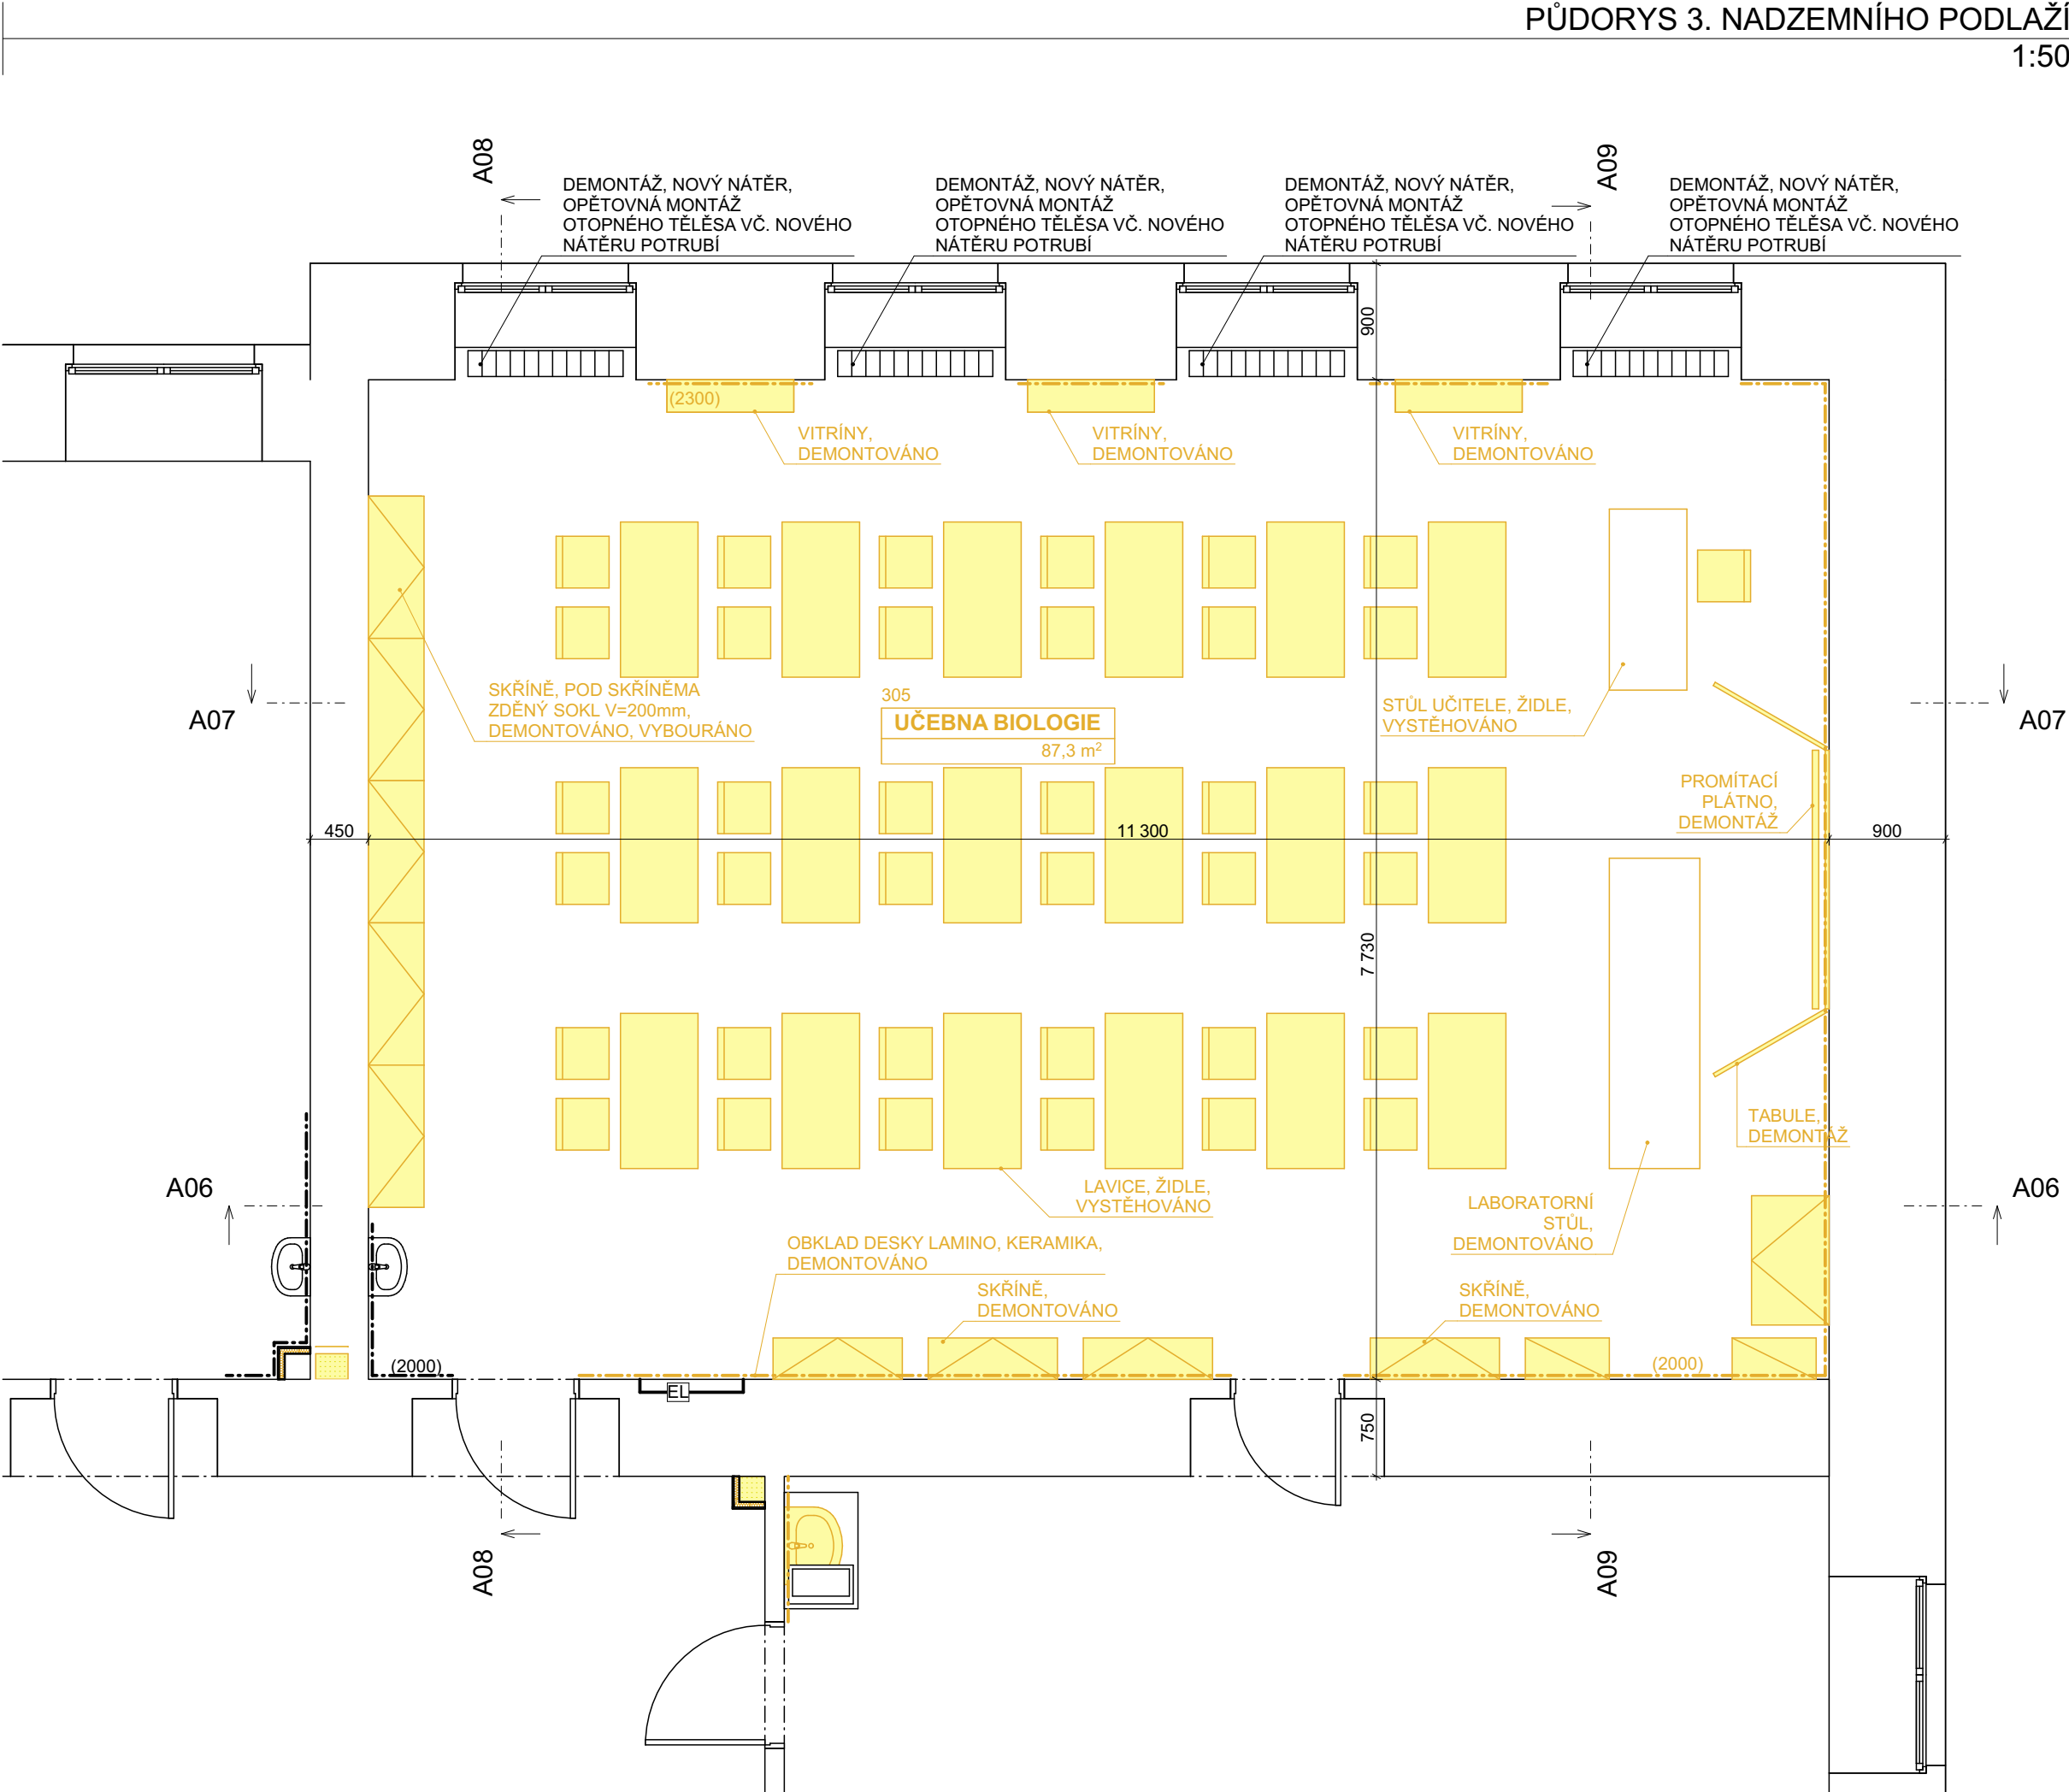 PŮDORYS 3. NADZEMNÍHO PODLAŽÍ
1:50
A08
A09
DEMONTÁŽ, NOVÝ NÁTĚR,
OPĚTOVNÁ MONTÁŽ
OTOPNÉHO TĚLĚSA VČ. NOVÉHO
NÁTĚRU POTRUBÍ
DEMONTÁŽ, NOVÝ NÁTĚR,
OPĚTOVNÁ MONTÁŽ
OTOPNÉHO TĚLĚSA VČ. NOVÉHO
NÁTĚRU POTRUBÍ
DEMONTÁŽ, NOVÝ NÁTĚR,
OPĚTOVNÁ MONTÁŽ
OTOPNÉHO TĚLĚSA VČ. NOVÉHO
NÁTĚRU POTRUBÍ
DEMONTÁŽ, NOVÝ NÁTĚR,
OPĚTOVNÁ MONTÁŽ
OTOPNÉHO TĚLĚSA VČ. NOVÉHO
NÁTĚRU POTRUBÍ
900
(2300)
VITRÍNY,
DEMONTOVÁNO
VITRÍNY,
DEMONTOVÁNO
VITRÍNY,
DEMONTOVÁNO
SKŘÍNĚ, POD SKŘÍNĚMA
ZDĚNÝ SOKL V=200mm,
DEMONTOVÁNO, VYBOURÁNO
305
UČEBNA BIOLOGIE
87,3 m²
STŮL UČITELE, ŽIDLE,
VYSTĚHOVÁNO
A07
A07
PROMÍTACÍ
PLÁTNO,
DEMONTÁŽ
450
11 300
900
7 730
TABULE,
DEMONTÁŽ
A06
A06
LAVICE, ŽIDLE,
VYSTĚHOVÁNO
LABORATORNÍ
STŮL,
DEMONTOVÁNO
OBKLAD DESKY LAMINO, KERAMIKA,
DEMONTOVÁNO
SKŘÍNĚ,
DEMONTOVÁNO
SKŘÍNĚ,
DEMONTOVÁNO
(2000)
(2000)
EL
750
A08
A09